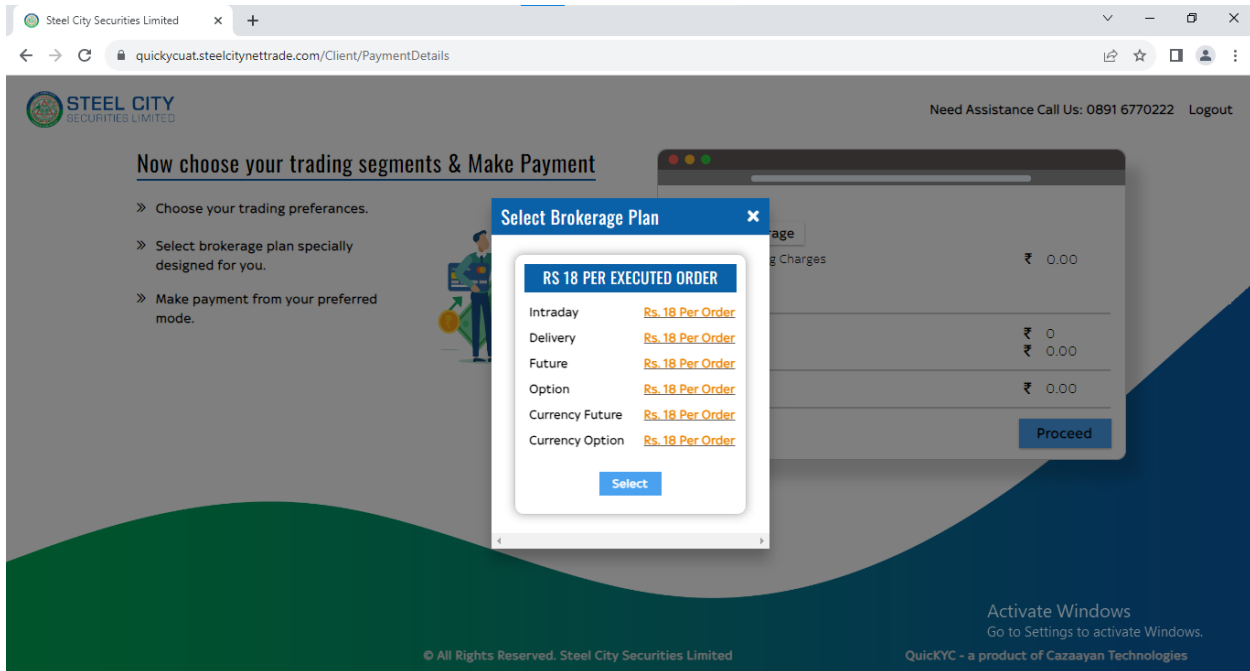 Steel City Securities Limited
quickycuat.steelcitynettrade.com/Client/PaymentDetails
STEEL CITY
SECURITIES LIMITED
Need Assistance Call Us: 0891 6770222 Logout
Now choose your trading segments & Make Payment
Choose your trading preferances.
Select brokerage plan specially
designed for you.
Make payment from your preferred
mode.
Select Brokerage Plan
RS 18 PER EXECUTED ORDER
Intraday Rs. 18 Per Order
Delivery Rs. 18 Per Order
Future Rs. 18 Per Order
Option Rs. 18 Per Order
Currency Future Rs. 18 Per Order
Currency Option Rs. 18 Per Order
Select
rage
g Charges ₹ 0.00
₹ 0
₹ 0.00
₹ 0.00
Proceed
Activate Windows
Go to Settings to activate Windows.
© All Rights Reserved. Steel City Securities Limited
QuicKYC - a product of Cazaayan Technologies